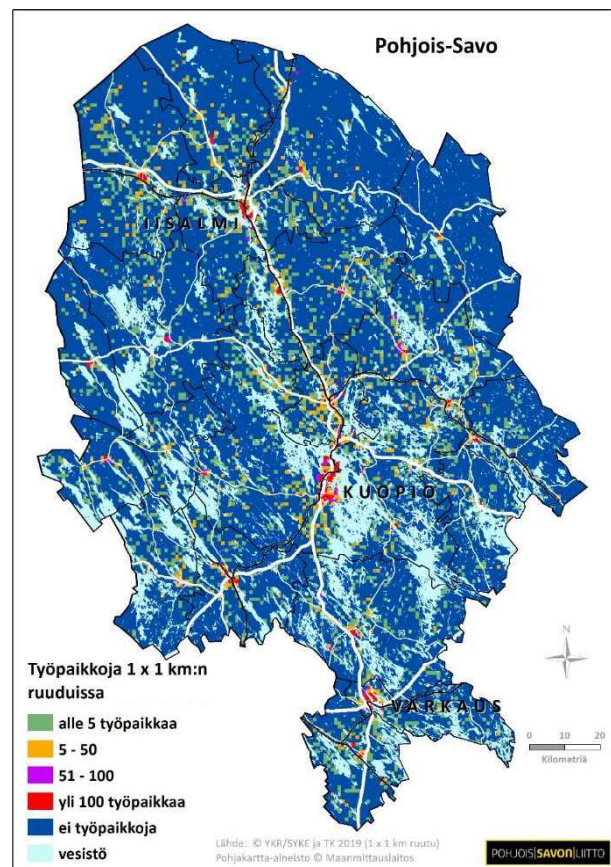 Pohjois-Savo
IISALMI
KUOPIO
VARKAUS
Työpaikkoja 1 x 1 km:n
ruuduissa
alle 5 työpaikkaa
5 - 50
51 - 100
yli 100 työpaikkaa
ei työpaikkoja
vesistö
N
0 10 20
Kilometriä
Lähde: © YKR/SYKE ja TK 2019 (1 x 1 km ruutu)
Pohjakartta-aineisto © Maanmittauslaitos
POHJOIS|SAVON|LIITTO